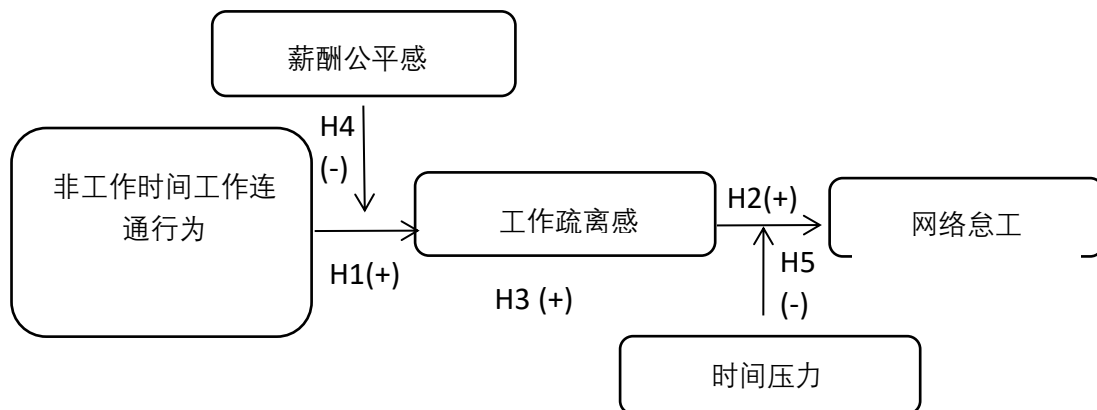 薪酬公平感
H4
(-)
非工作时间工作连
通行为
H1(+)
工作疏离感
H3 (+)
H2(+)
网络怠工
H5
(-)
时间压力